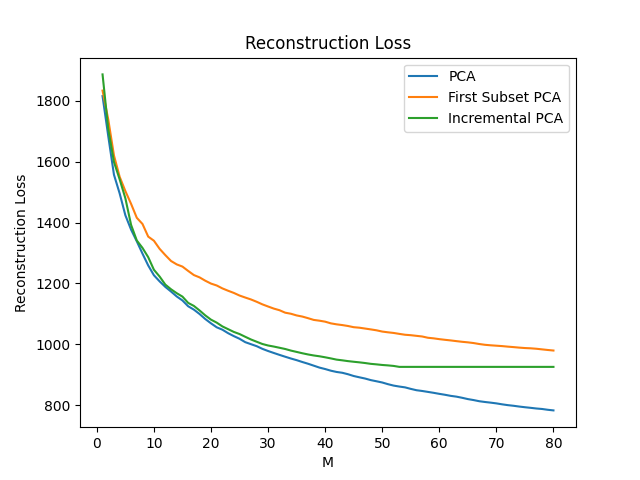 Reconstruction Loss
PCA
First Subset PCA
Incremental PCA
Reconstruction Loss
1800
1600
1400
1200
1000
800
0 10 20 30 40 50 60 70 80
M